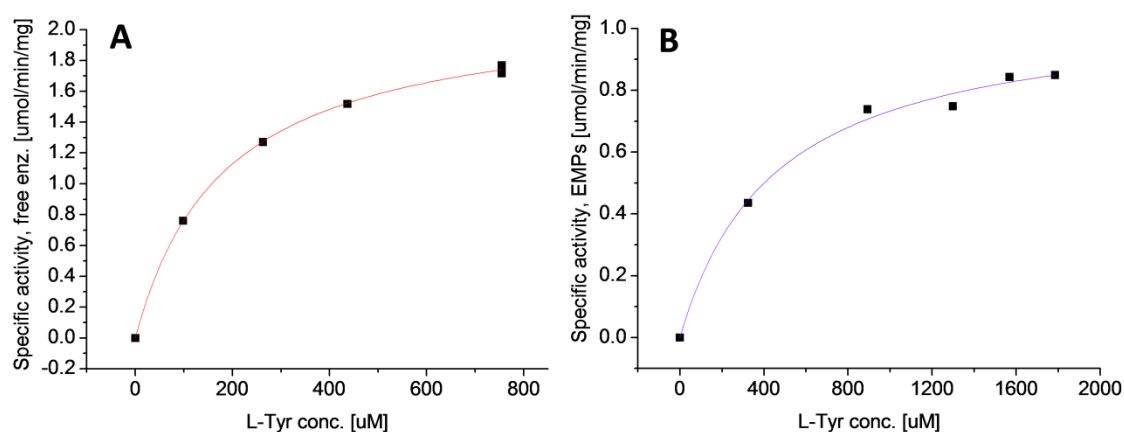 A
Specific activity, free enz. [umol/min/mg]
2.0
1.8
1.6
1.4
1.2
1.0
0.8
0.6
0.4
0.2
0.0
-0.2
0 200 400 600 800
L-Tyr conc. [uM]
B
Specific activity, EMPs [umol/min/mg]
1.0
0.8
0.6
0.4
0.2
0.0
0 400 800 1200 1600 2000
L-Tyr conc. [uM]